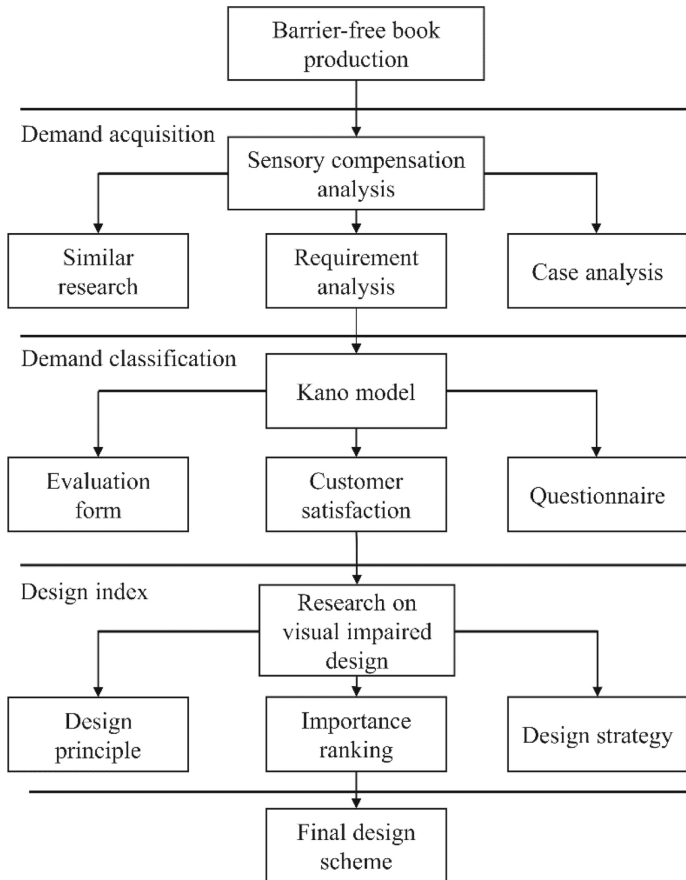 Barrier-free book
production
Demand acquisition
Sensory compensation
analysis
Similar
research
Requirement
analysis
Case analysis
Demand classification
Kano model
Evaluation
form
Customer
satisfaction
Questionnaire
Design index
Research on
visual impaired
design
Design
principle
Importance
ranking
Design strategy
Final design
scheme